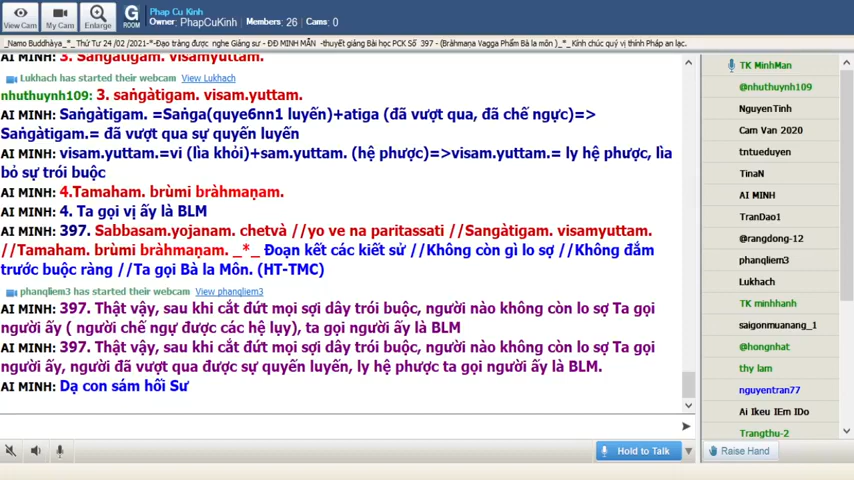 View Cam
My Cam
Enlarge
G
ROOM
Phap Cu Kinh
Owner: PhapCuKinh | Members: 26 | Cams: 0
_Namo Buddhàya_*_ Thứ Tư 24 /02 /2021-*-Đạo tràng được nghe Giảng sư - ĐĐ MINH MẪN -thuyết giảng Bài học PCK Số 397 - (Bràhmaṇa Vagga Phẩm Bà la môn )_*_ Kính chúc quý vị thính Pháp an lạc.
AI MINH: 3. Saṅgàtigam. visamyuttam.
Lukhach has started their webcam View Lukhach
nhuthuynh109: 3. saṅgàtigam. visam.yuttam.
AI MINH: Saṅgàtigam. =Saṅga(quye6nn1 luyến)+atiga (đã vượt qua, đã chế ngực)=>
Saṅgàtigam.= đã vượt qua sự quyến luyến
AI MINH: visam.yuttam.=vi (lìa khỏi)+sam.yuttam. (hệ phược)=>visam.yuttam.= ly hệ phược, lìa
bỏ sự trói buộc
AI MINH: 4.Tamaham. brùmi bràhmaṇam.
AI MINH: 4. Ta gọi vị ấy là BLM
AI MINH: 397. Sabbasam.yojanam. chetvà //yo ve na paritassati //Sangàtigam. visamyuttam.
//Tamaham. brùmi bràhmaṇam. _*_ Đoạn kết các kiết sử //Không còn gì lo sợ //Không đắm
trước buộc ràng //Ta gọi Bà la Môn. (HT-TMC)
phanqliem3 has started their webcam View phanqliem3
AI MINH: 397. Thật vậy, sau khi cắt đứt mọi sợi dây trói buộc, người nào không còn lo sợ Ta gọi
người ấy ( người chế ngự được các hệ lụy), ta gọi người ấy là BLM
AI MINH: 397. Thật vậy, sau khi cắt đứt mọi sợi dây trói buộc, người nào không còn lo sợ Ta gọi
người ấy, người đã vượt qua được sự quyến luyến, ly hệ phược ta gọi người ấy là BLM.
AI MINH: Dạ con sám hối Sư
TK MinhMan
@nhuthuynh109
NguyenTinh
Cam Van 2020
tntueduyen
TinaN
AI MINH
TranDao1
@rangdong-12
phanqliem3
Lukhach
TK minhhanh
saigonmuanang_1
@hongnhat
thy lam
nguyentran77
Ai Ikeu IEm IDo
Trangthu-2
Hold to Talk
Raise Hand